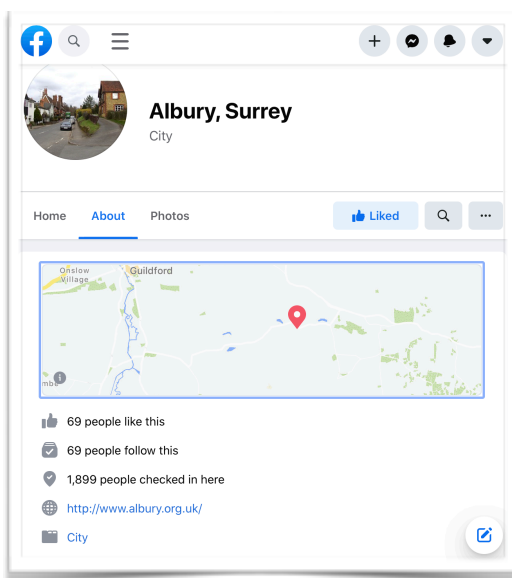 Albury, Surrey
City
Home About Photos Liked
Onslow Guildford
Village
mbe
69 people like this
69 people follow this
1,899 people checked in here
http://www.albury.org.uk/
City